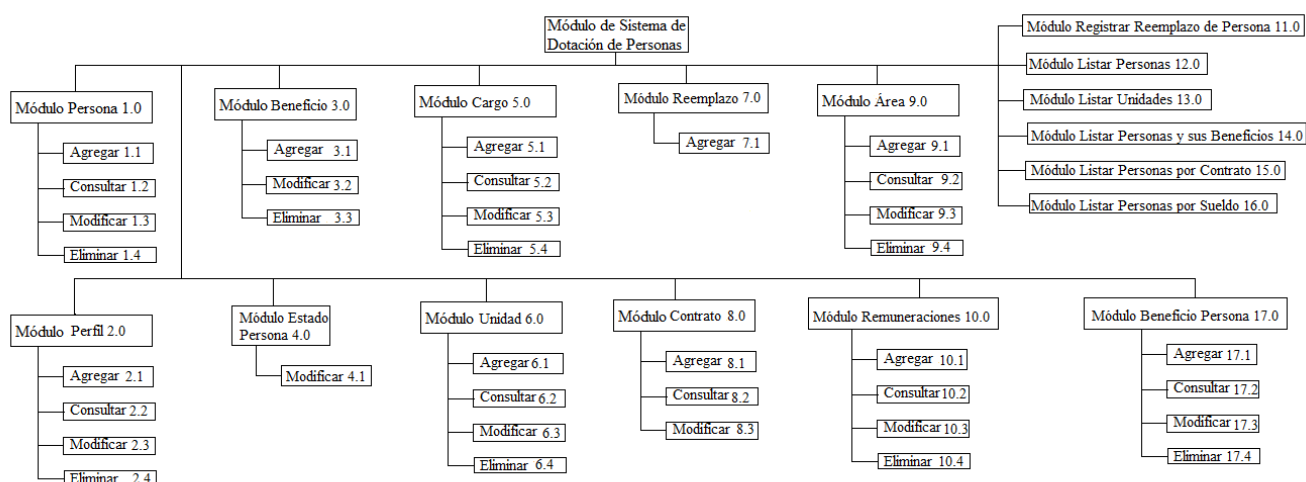 Módulo de Sistema de
Dotación de Personas
Módulo Registrar Reemplazo de Persona 11.0
Módulo Listar Personas 12.0
Módulo Listar Unidades 13.0
Módulo Listar Personas y sus Beneficios 14.0
Módulo Listar Personas por Contrato 15.0
Módulo Listar Personas por Sueldo 16.0
Módulo Persona 1.0
Agregar 1.1
Consultar 1.2
Modificar 1.3
Eliminar 1.4
Módulo Beneficio 3.0
Agregar 3.1
Modificar 3.2
Eliminar 3.3
Módulo Cargo 5.0
Agregar 5.1
Consultar 5.2
Modificar 5.3
Eliminar 5.4
Módulo Reemplazo 7.0
Agregar 7.1
Módulo Área 9.0
Agregar 9.1
Consultar 9.2
Modificar 9.3
Eliminar 9.4
Módulo Perfil 2.0
Agregar 2.1
Consultar 2.2
Modificar 2.3
Eliminar 2.4
Módulo Estado
Persona 4.0
Modificar 4.1
Módulo Unidad 6.0
Agregar 6.1
Consultar 6.2
Modificar 6.3
Eliminar 6.4
Módulo Contrato 8.0
Agregar 8.1
Consultar 8.2
Modificar 8.3
Módulo Remuneraciones 10.0
Agregar 10.1
Consultar 10.2
Modificar 10.3
Eliminar 10.4
Módulo Beneficio Persona 17.0
Agregar 17.1
Consultar 17.2
Modificar 17.3
Eliminar 17.4